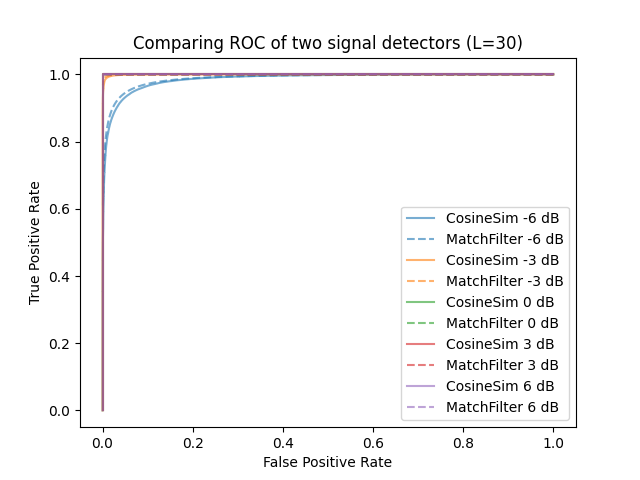 Comparing ROC of two signal detectors (L=30)
True Positive Rate
1.0
0.8
0.6
0.4
0.2
0.0
CosineSim -6 dB
MatchFilter -6 dB
CosineSim -3 dB
MatchFilter -3 dB
CosineSim 0 dB
MatchFilter 0 dB
CosineSim 3 dB
MatchFilter 3 dB
CosineSim 6 dB
MatchFilter 6 dB
0.0 0.2 0.4 0.6 0.8 1.0
False Positive Rate